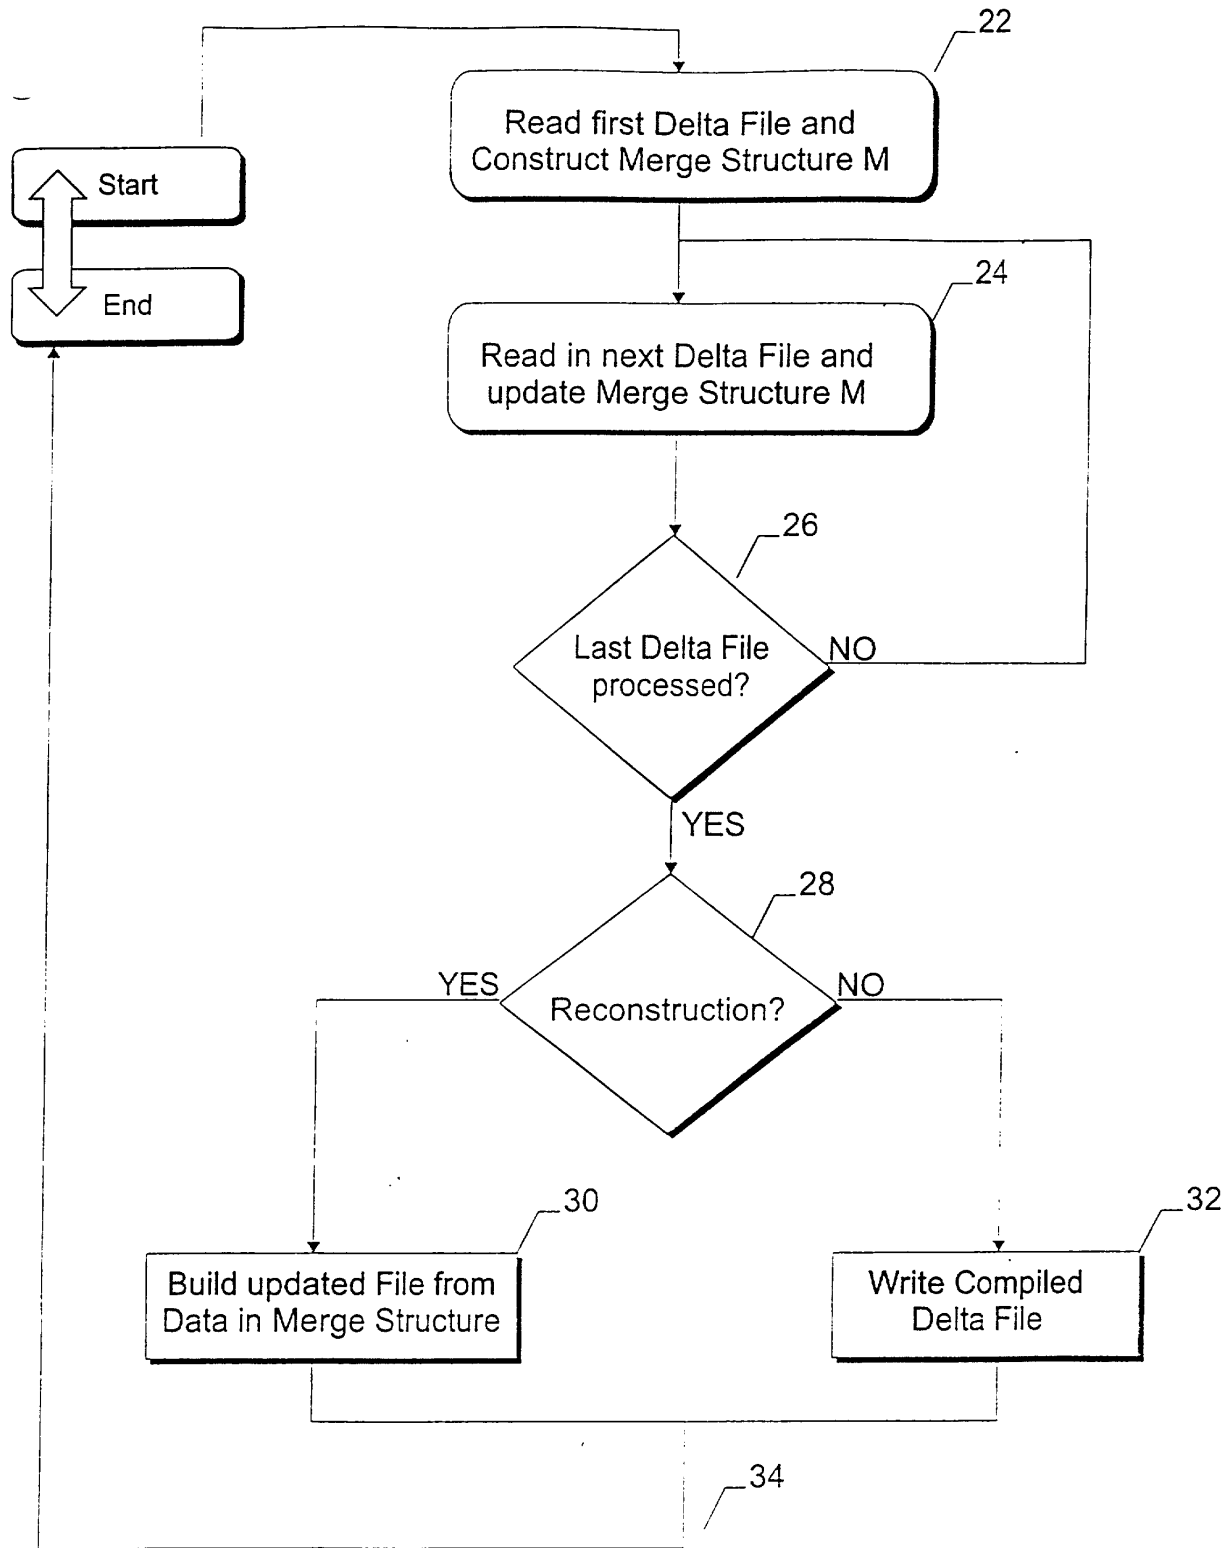 22
Read first Delta File and
Construct Merge Structure M
Start
End
24
Read in next Delta File and
update Merge Structure M
26
Last Delta File
processed?
NO
YES
28
YES
NO
Reconstruction?
30
32
Build updated File from
Data in Merge Structure
Write Compiled
Delta File
34